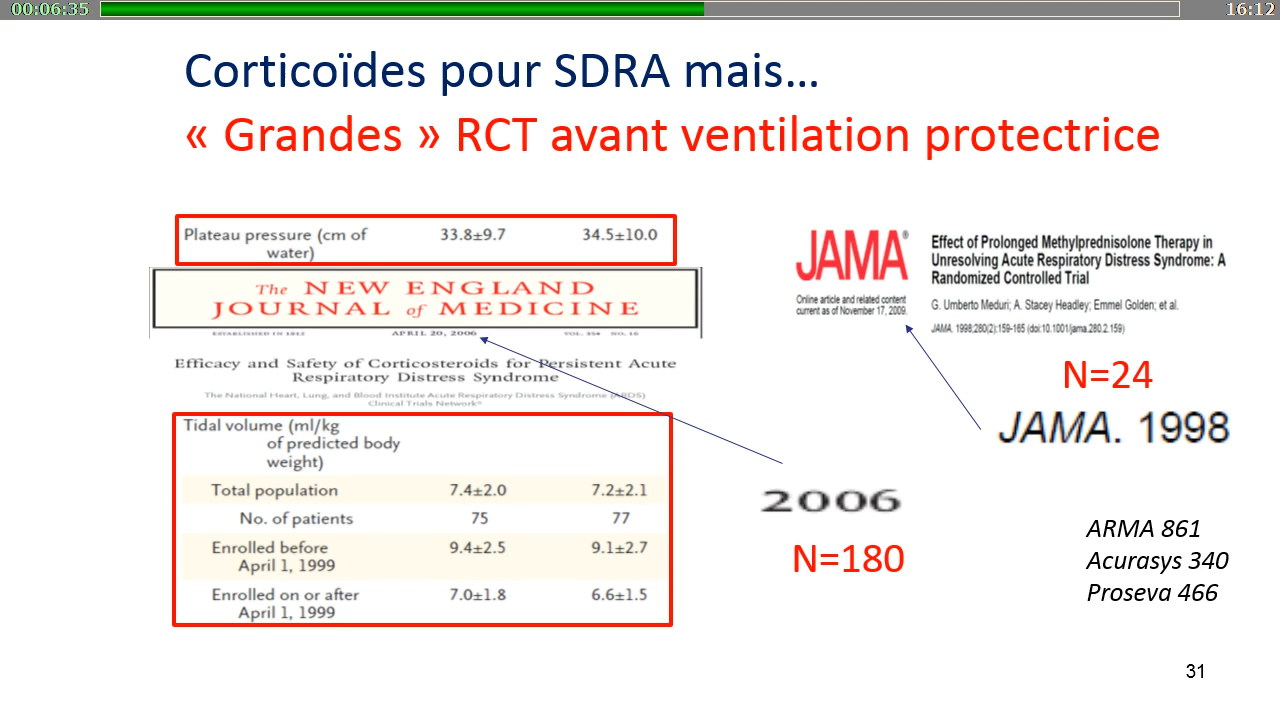 00:06:35
16:12
Corticoïdes pour SDRA mais…
« Grandes » RCT avant ventilation protectrice
Plateau pressure (cm of water) 33.8±9.7 34.5±10.0
The NEW ENGLAND
JOURNAL of MEDICINE
ESTABLISHED IN 1812 APRIL 20, 2006 VOL. 354 NO. 16
Efficacy and Safety of Corticosteroids for Persistent Acute
Respiratory Distress Syndrome
The National Heart, Lung, and Blood Institute Acute Respiratory Distress Syndrome (ARDS)
Clinical Trials Network*
Tidal volume (ml/kg
of predicted body
weight)
Total population 7.4±2.0 7.2±2.1
No. of patients 75 77
Enrolled before 9.4±2.5 9.1±2.7
April 1, 1999
Enrolled on or after 7.0±1.8 6.6±1.5
April 1, 1999
JAMA®
Online article and related content
current as of November 17, 2009.
Effect of Prolonged Methylprednisolone Therapy in
Unresolving Acute Respiratory Distress Syndrome: A
Randomized Controlled Trial
G. Umberto Meduri; A. Stacey Headley; Emmel Golden; et al.
JAMA. 1998;280(2):159-165 (doi:10.1001/jama.280.2.159)
N=24
JAMA. 1998
2006
N=180
ARMA 861
Acurasys 340
Proseva 466
31